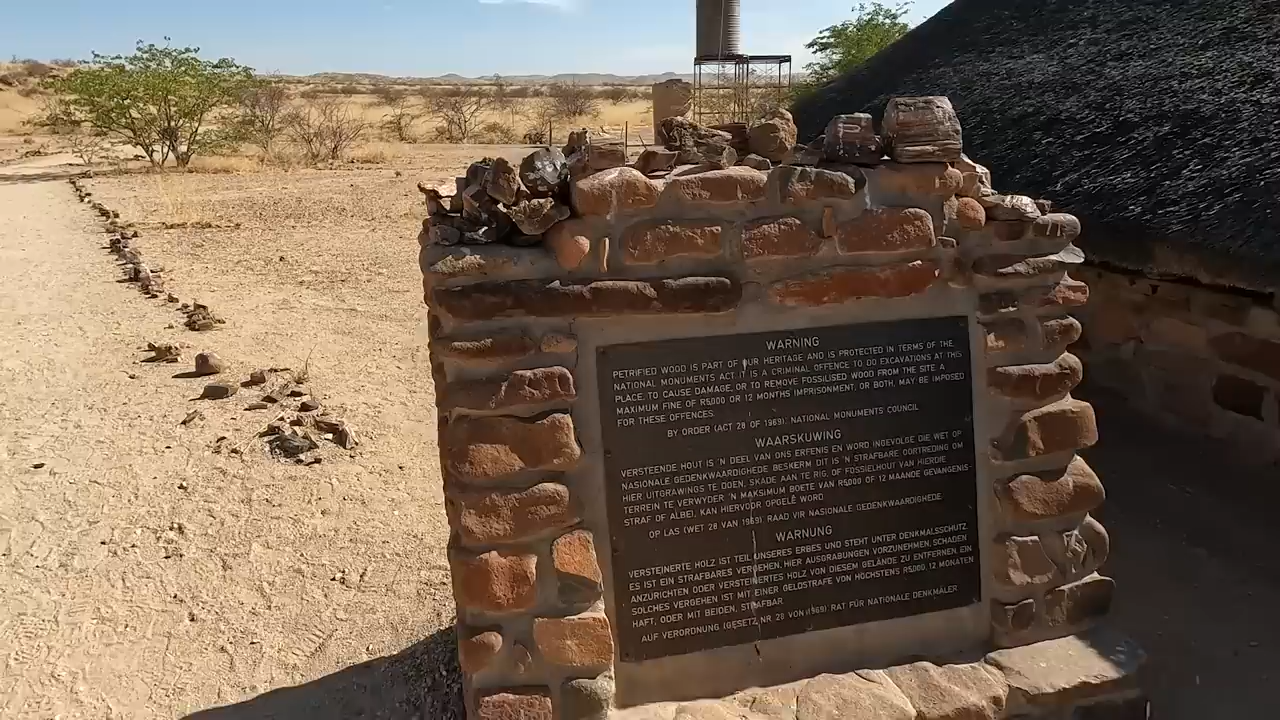 WARNING
PETRIFIED WOOD IS PART OF OUR HERITAGE AND IS PROTECTED IN TERMS OF THE
NATIONAL MONUMENTS ACT. IT IS A CRIMINAL OFFENCE TO DO EXCAVATIONS AT THIS
PLACE, TO CAUSE DAMAGE, OR TO REMOVE FOSSILISED WOOD FROM THE SITE. A
MAXIMUM FINE OF R5000 OR 12 MONTHS IMPRISONMENT, OR BOTH, MAY BE IMPOSED
FOR THESE OFFENCES.
BY ORDER (ACT 28 OF 1969): NATIONAL MONUMENTS COUNCIL
WAARSKUWING
VERSTEENDE HOUT IS 'N DEEL VAN ONS ERFENIS EN WORD INGEVOLGE DIE WET OP
NASIONALE GEDENKWAARDIGHEDE BESKERM. DIT IS 'N STRAFBARE OORTREDING OM
HIER UITGRAWINGS TE DOEN, SKADE AAN TE RIG, OF FOSSIELHOUT VAN HIERDIE
TERREIN TE VERWYDER. 'N MAKSIMUM BOETE VAN R5000 OF 12 MAANDE GEVANGENIS-
STRAF OF ALBEI, KAN HIERVOOR OPGELÊ WORD.
OP LAS (WET 28 VAN 1969): RAAD VIR NASIONALE GEDENKWAARDIGHEDE
WARNUNG
VERSTEINERTE HOLZ IST TEIL UNSERES ERBES UND STEHT UNTER DENKMALSSCHUTZ.
ES IST EIN STRAFBARES VERGEHEN, HIER AUSGRABUNGEN VORZUNEHMEN, SCHADEN
ANZURICHTEN ODER VERSTEINERTES HOLZ VON DIESEM GELÄNDE ZU ENTFERNEN. EIN
SOLCHES VERGEHEN IST MIT EINER GELDSTRAFE VON HÖCHSTENS R5000, 12 MONATEN
HAFT, ODER MIT BEIDEN, STRAFBAR.
AUF VERORDNUNG (GESETZ NR. 28 VON 1969): RAT FÜR NATIONALE DENKMÄLER